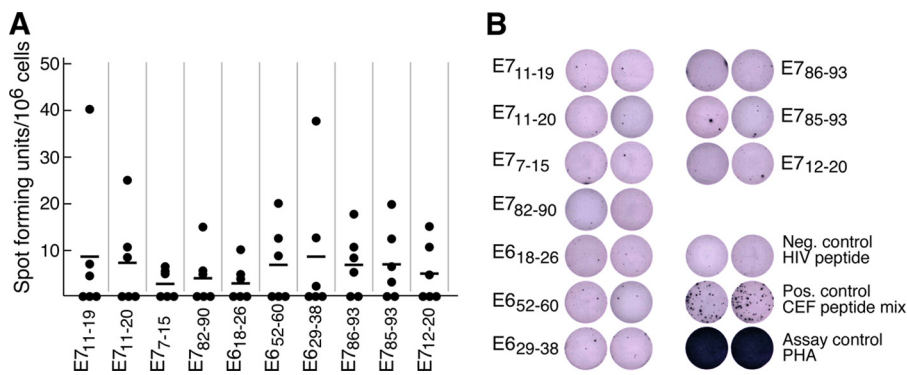 A
B
Spot forming units/10⁶ cells
50
40
30
20
10
0
E7₁₁₋₁₉
E7₁₁₋₂₀
E7₇₋₁₅
E7₈₂₋₉₀
E6₁₈₋₂₆
E6₅₂₋₆₀
E6₂₉₋₃₈
E7₈₆₋₉₃
E7₈₅₋₉₃
E7₁₂₋₂₀
E7₁₁₋₁₉
E7₁₁₋₂₀
E7₇₋₁₅
E7₈₂₋₉₀
E6₁₈₋₂₆
E6₅₂₋₆₀
E6₂₉₋₃₈
E7₈₆₋₉₃
E7₈₅₋₉₃
E7₁₂₋₂₀
Neg. control
HIV peptide
Pos. control
CEF peptide mix
Assay control
PHA